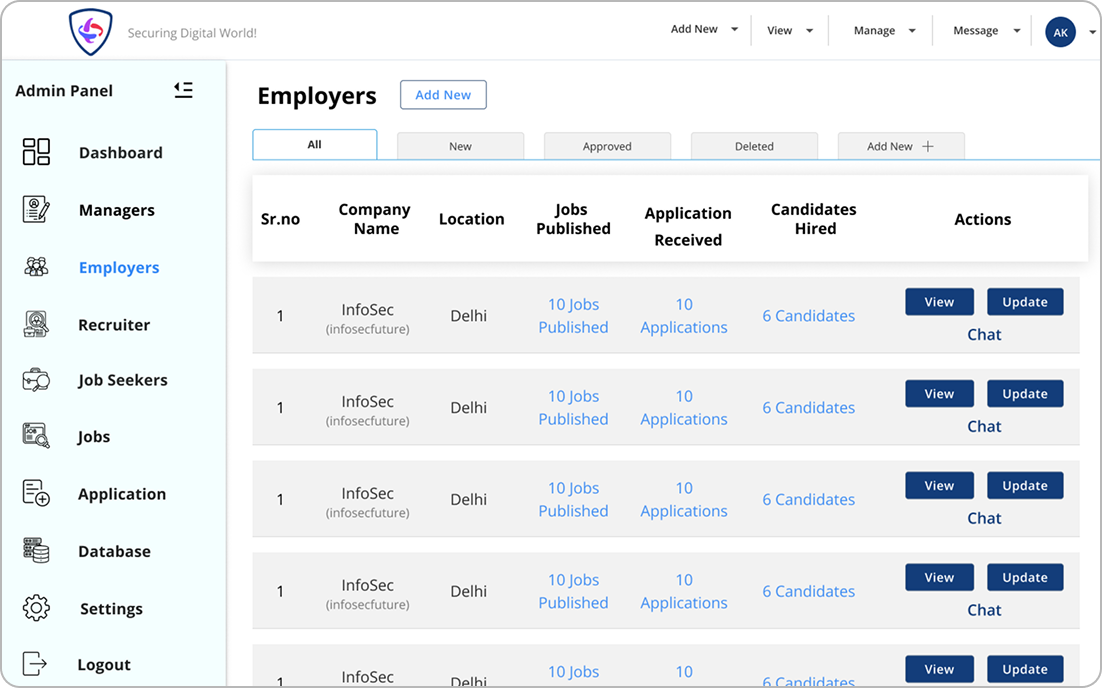 Securing Digital World!
Add New
View
Manage
Message
AK
Admin Panel
Dashboard
Managers
Employers
Recruiter
Job Seekers
Jobs
Application
Database
Settings
Logout
Employers
Add New
All
New
Approved
Deleted
Add New +
Sr.no
Company
Name
Location
Jobs
Published
Application
Received
Candidates
Hired
Actions
1
InfoSec
(infosecfuture)
Delhi
10 Jobs
Published
10
Applications
6 Candidates
View
Update
Chat
1
InfoSec
(infosecfuture)
Delhi
10 Jobs
Published
10
Applications
6 Candidates
View
Update
Chat
1
InfoSec
(infosecfuture)
Delhi
10 Jobs
Published
10
Applications
6 Candidates
View
Update
Chat
1
InfoSec
(infosecfuture)
Delhi
10 Jobs
Published
10
Applications
6 Candidates
View
Update
Chat
1
InfoSec
Delhi
10 Jobs
10
6 Candidates
View
Update